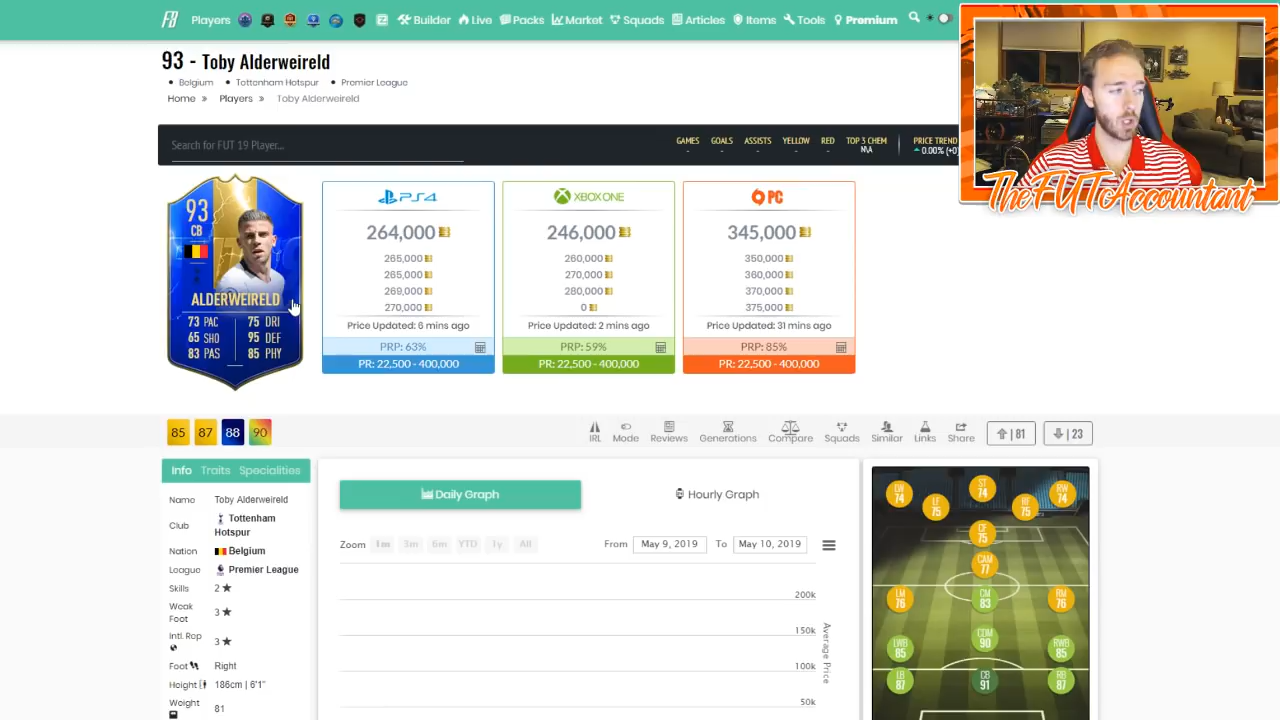 F8 Players Builder Live Packs Market Squads Articles Items Tools Premium
93 - Toby Alderweireld
Belgium Tottenham Hotspur Premier League
Home » Players » Toby Alderweireld
Search for FUT 19 Player...
GAMES GOALS ASSISTS YELLOW RED TOP 3 CHEM PRICE TREND
- - - - - N\A 0.00% (+0)
TheFUTAccountant
93
CB
ALDERWEIRELD
73 PAC 75 DRI
65 SHO 95 DEF
83 PAS 85 PHY
PS4
264,000
265,000
265,000
269,000
270,000
Price Updated: 6 mins ago
PRP: 63%
PR: 22,500 - 400,000
XBOX ONE
246,000
260,000
270,000
280,000
0
Price Updated: 2 mins ago
PRP: 59%
PR: 22,500 - 400,000
PC
345,000
350,000
360,000
370,000
375,000
Price Updated: 31 mins ago
PRP: 85%
PR: 22,500 - 400,000
85 87 88 90
IRL Mode Reviews Generations Compare Squads Similar Links Share | 81 | 23
Info Traits Specialities
Name Toby Alderweireld
Club Tottenham
Hotspur
Nation Belgium
League Premier League
Skills 2
Weak
Foot 3
Intl. Rep 3
Foot Right
Height 186cm | 6'1"
Weight 81
Daily Graph
Hourly Graph
Zoom 1m 3m 6m YTD 1y All From May 9, 2019 To May 10, 2019
200k
150k
100k
50k
Average Price
LW
74
LF
75
ST
74
RF
75
RW
74
CF
75
CAM
77
LM
76
CM
83
RM
76
CDM
90
LWB
85
RWB
85
LB
87
CB
91
RB
87